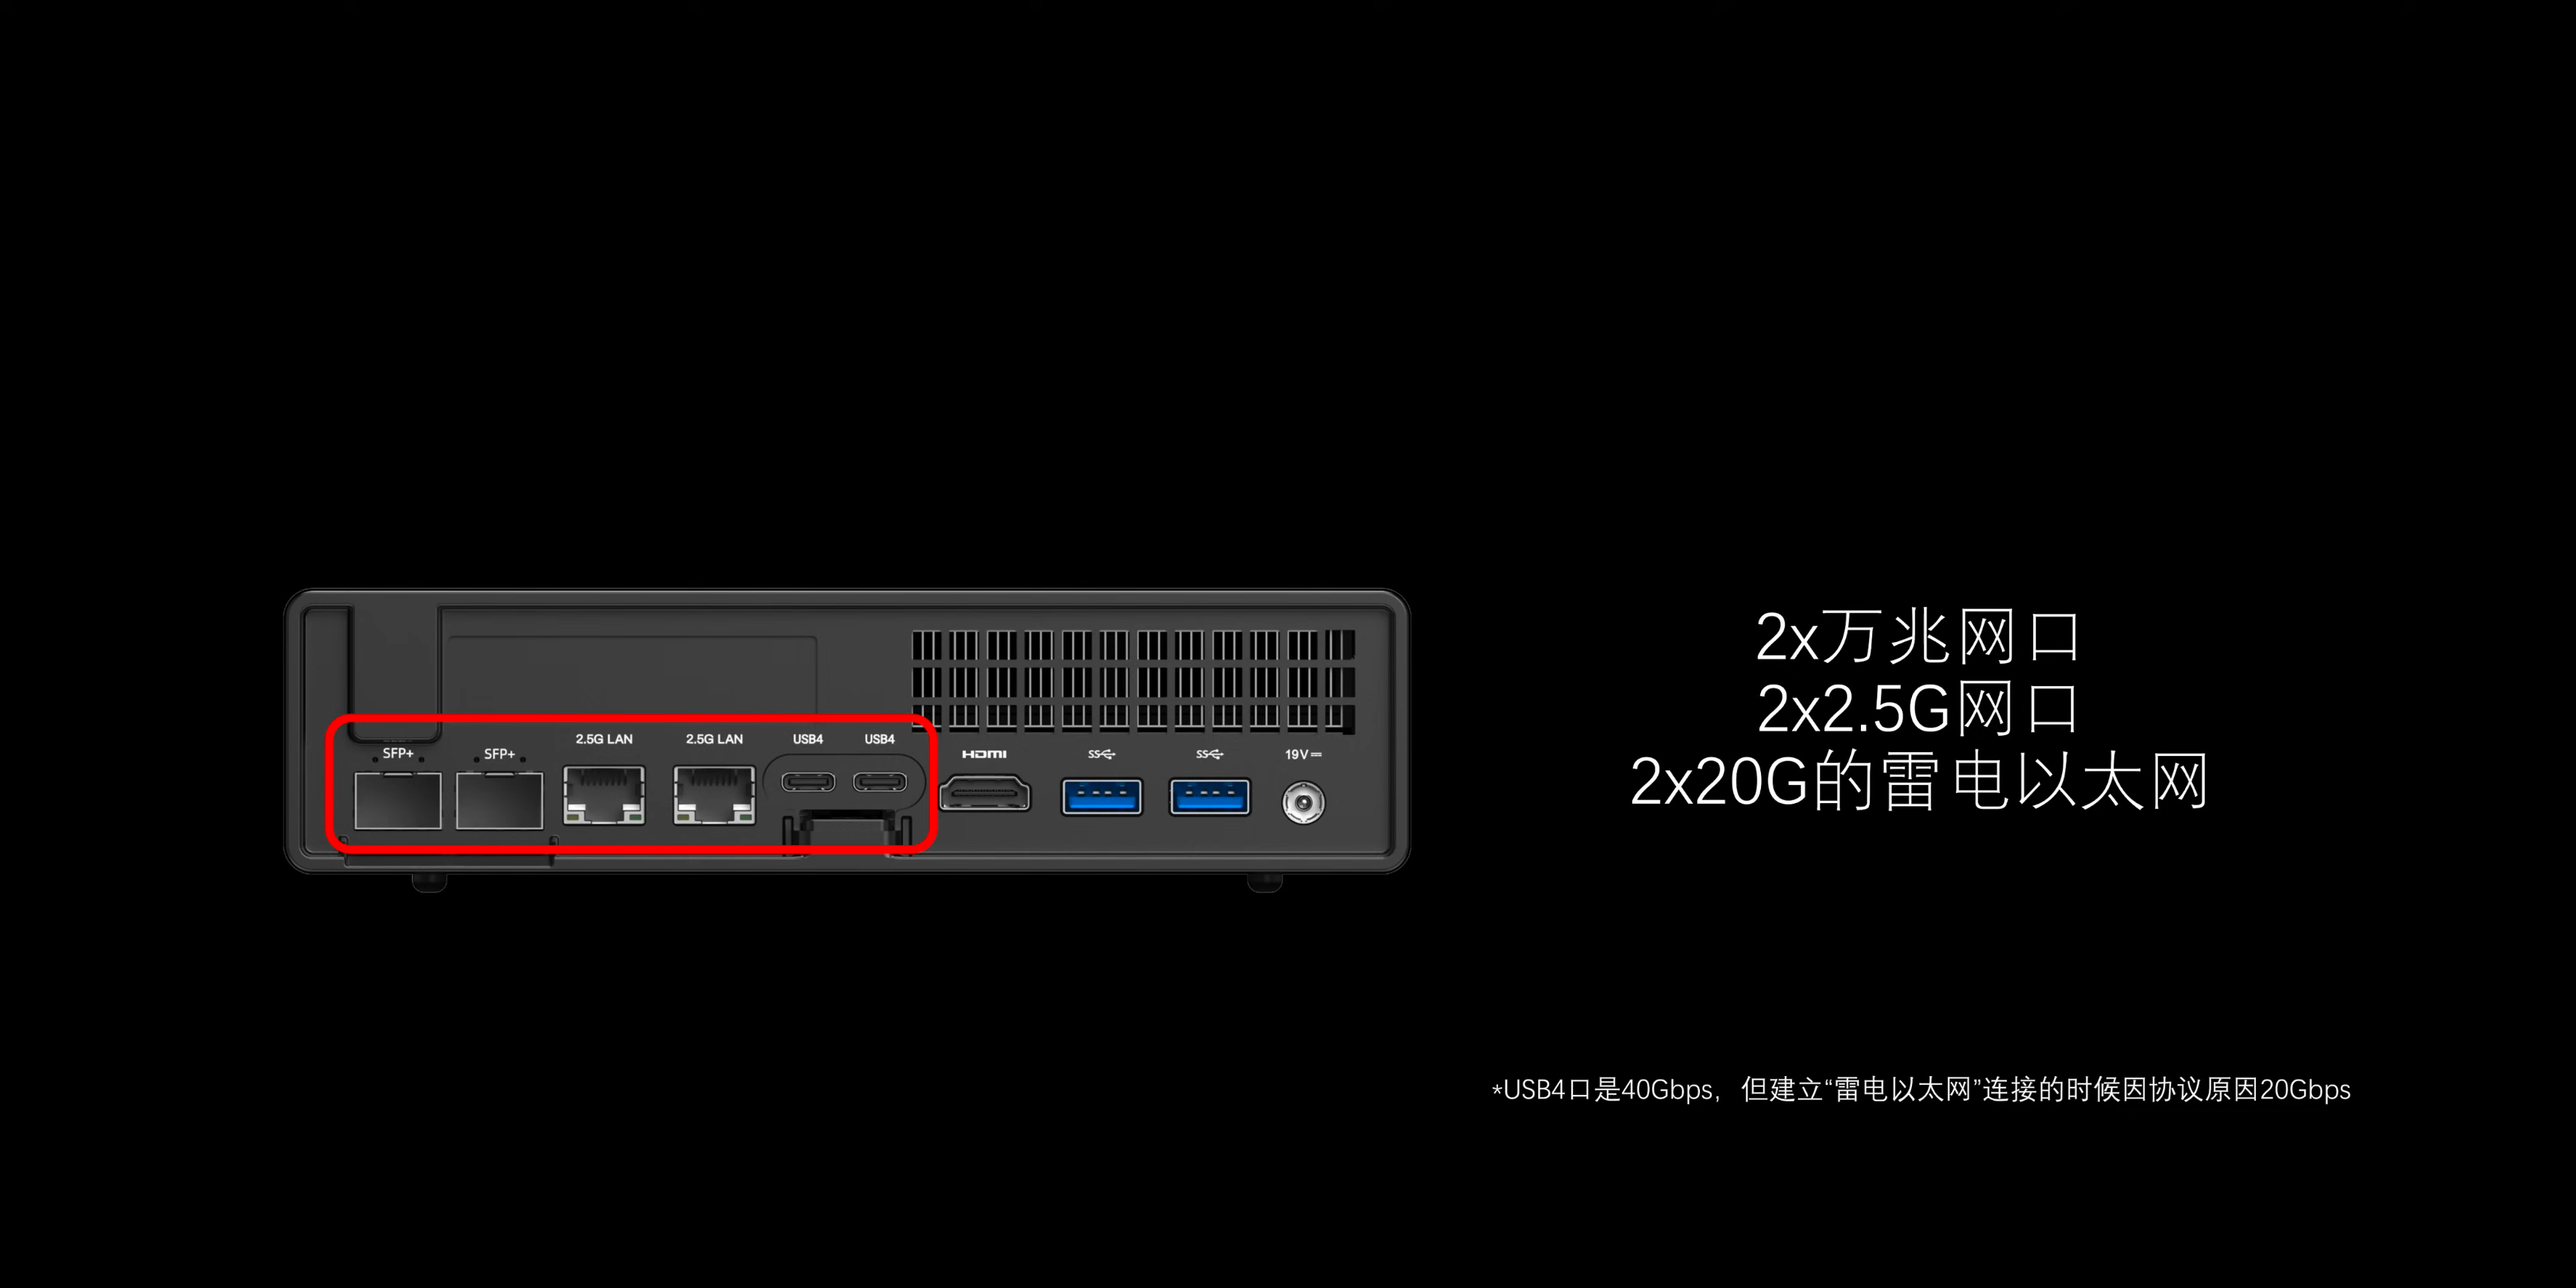 2x万兆网口
2x2.5G网口
2x20G的雷电以太网
SFP+
SFP+
2.5G LAN
2.5G LAN
USB4
USB4
HDMI
SS
SS
19V
*USB4口是40Gbps，但建立“雷电以太网”连接的时候因协议原因20Gbps